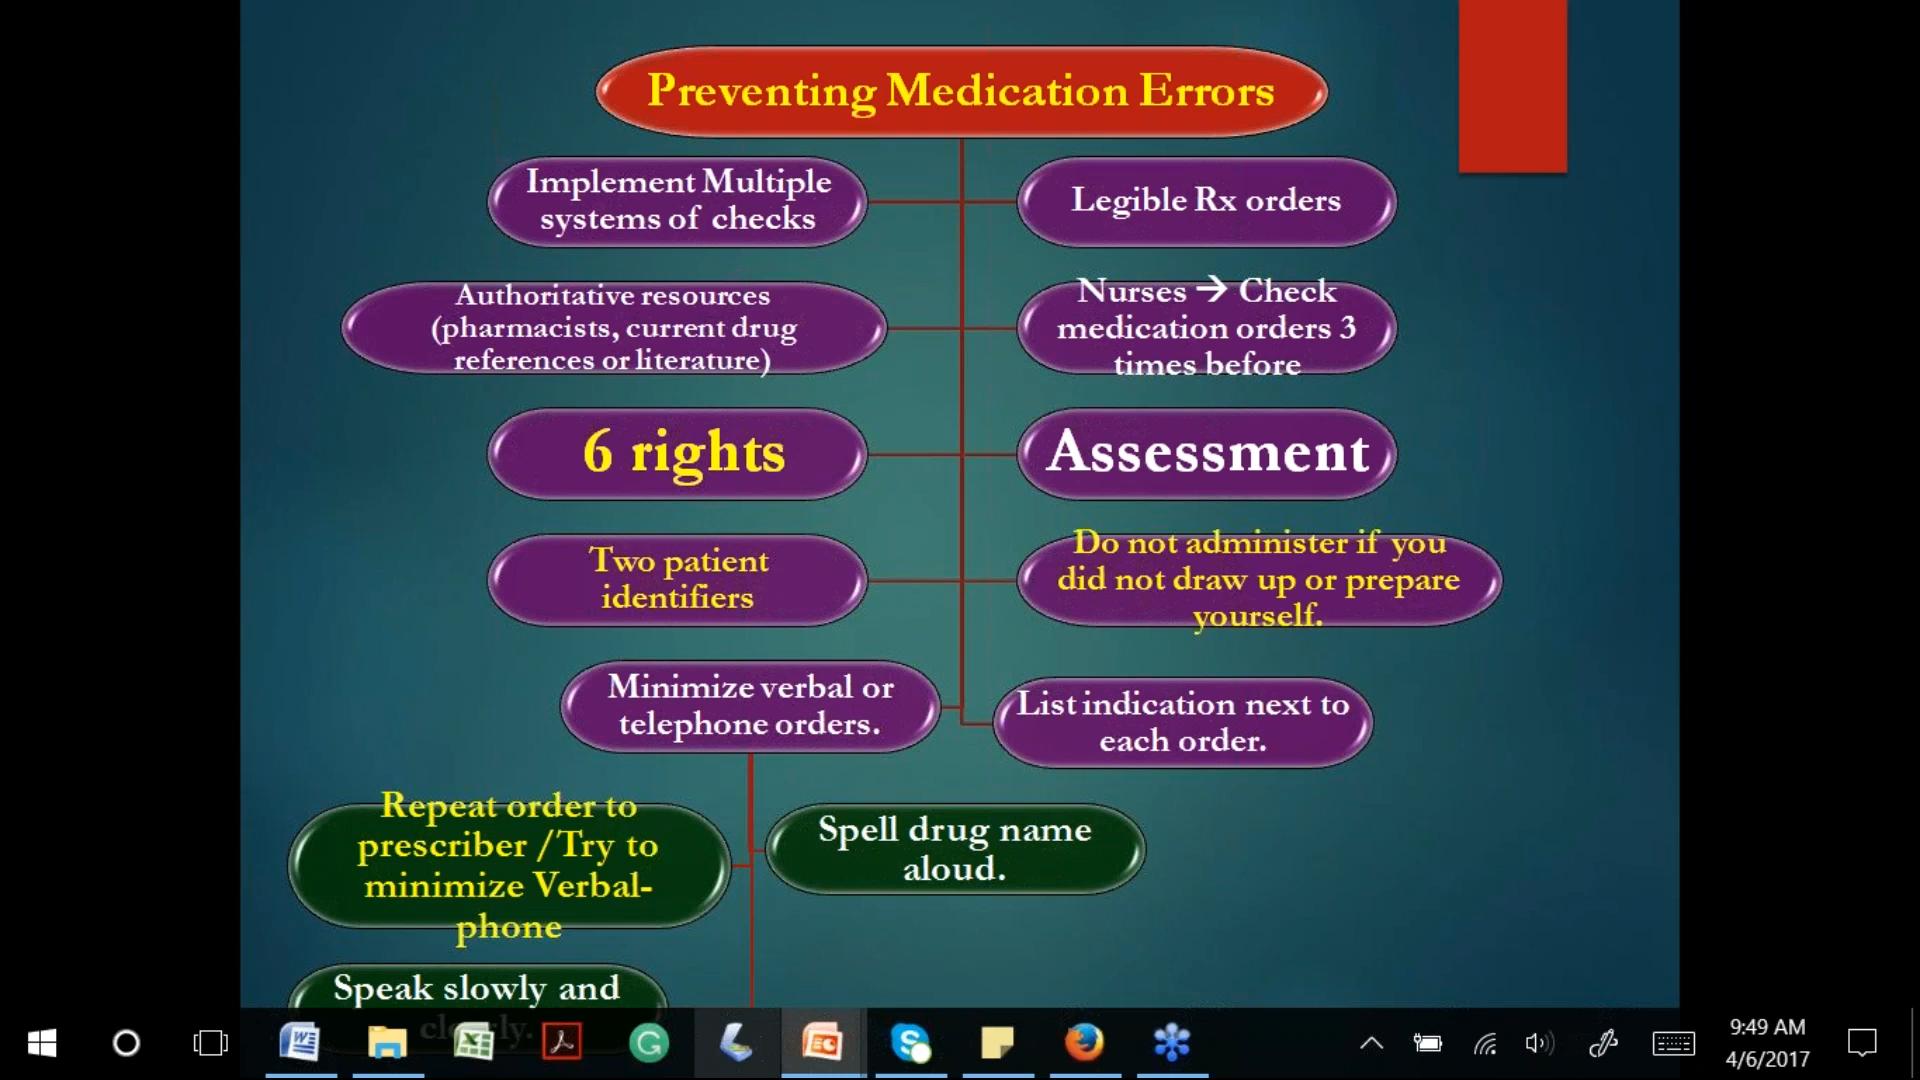 Preventing Medication Errors
Implement Multiple
systems of checks
Legible Rx orders
Authoritative resources
(pharmacists, current drug
references or literature)
Nurses → Check
medication orders 3
times before
6 rights
Assessment
Two patient
identifiers
Do not administer if you
did not draw up or prepare
yourself.
Minimize verbal or
telephone orders.
List indication next to
each order.
Repeat order to
prescriber /Try to
minimize Verbal-
phone
Spell drug name
aloud.
Speak slowly and
clearly.
9:49 AM
4/6/2017